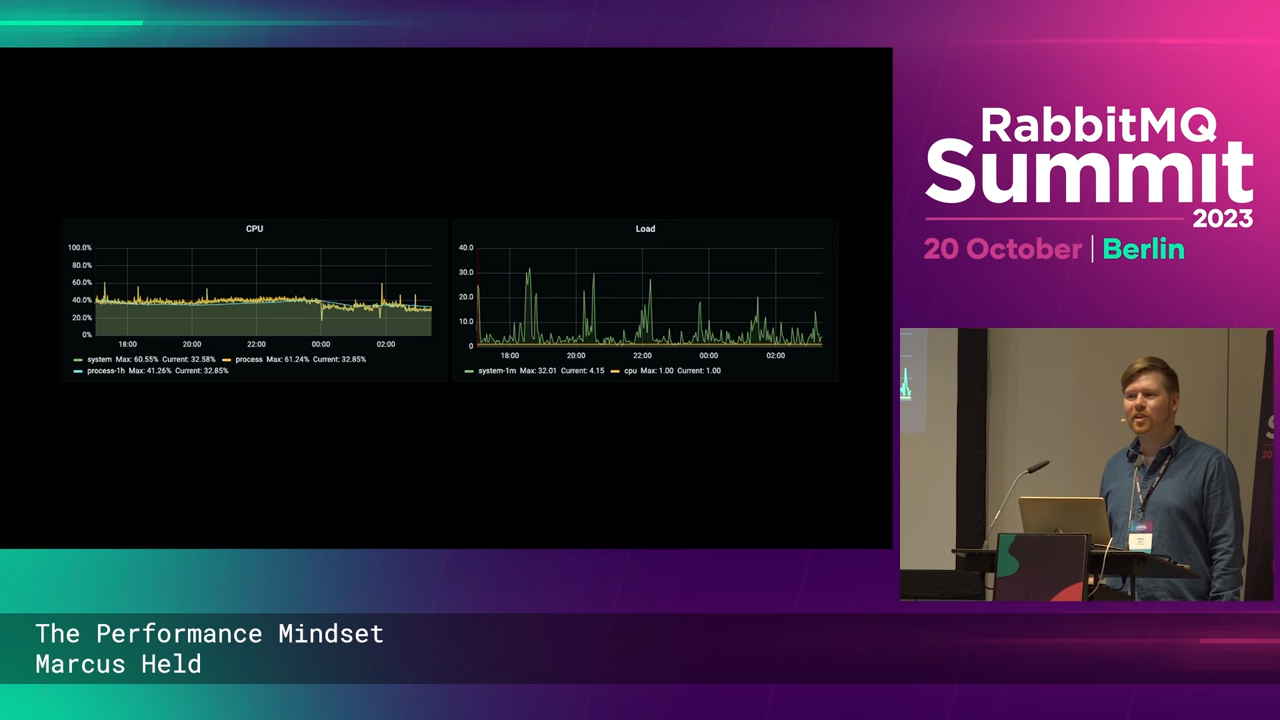 RabbitMQ
Summit
2023
20 October | Berlin
CPU
100.0%
80.0%
60.0%
40.0%
20.0%
0%
18:00 20:00 22:00 00:00 02:00
system Max: 60.55% Current: 32.58% process Max: 61.24% Current: 32.85%
process-1h Max: 41.26% Current: 32.85%
Load
40.0
30.0
20.0
10.0
0
18:00 20:00 22:00 00:00 02:00
system-1m Max: 32.01 Current: 4.15 cpu Max: 1.00 Current: 1.00
The Performance Mindset
Marcus Held